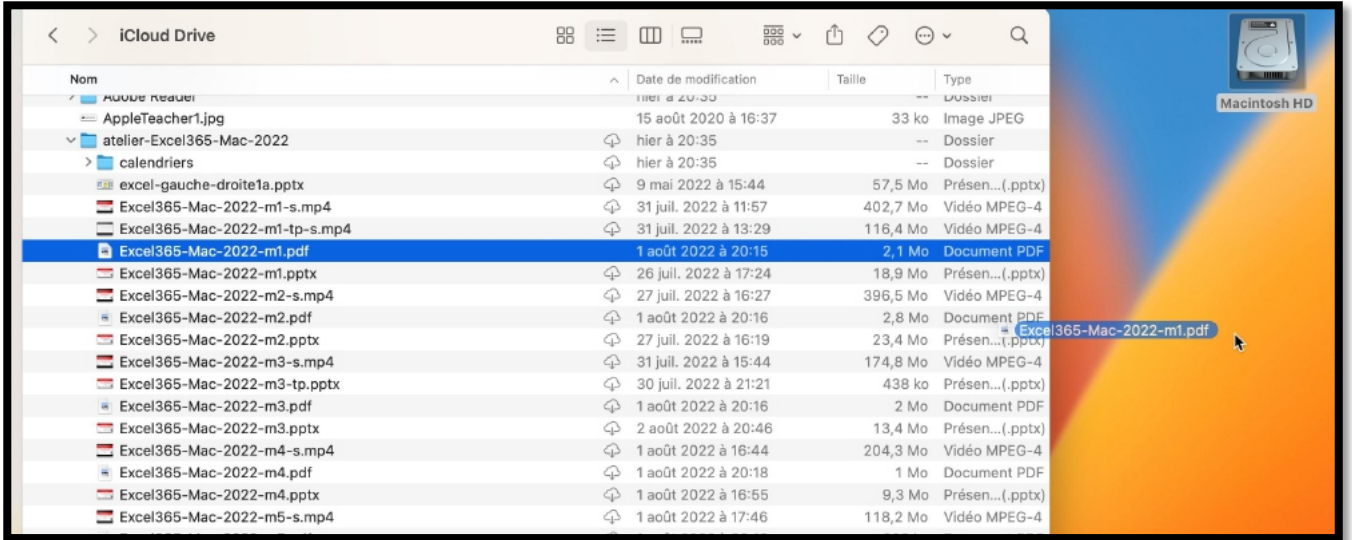 iCloud Drive
Nom Date de modification Taille Type
Adobe Reader hier à 20:35 -- Dossier
AppleTeacher1.jpg 15 août 2020 à 16:37 33 ko Image JPEG
atelier-Excel365-Mac-2022 hier à 20:35 -- Dossier
calendriers hier à 20:35 -- Dossier
excel-gauche-droite1a.pptx 9 mai 2022 à 15:44 57,5 Mo Présen...(.pptx)
Excel365-Mac-2022-m1-s.mp4 31 juil. 2022 à 11:57 402,7 Mo Vidéo MPEG-4
Excel365-Mac-2022-m1-tp-s.mp4 31 juil. 2022 à 13:29 116,4 Mo Vidéo MPEG-4
Excel365-Mac-2022-m1.pdf 1 août 2022 à 20:15 2,1 Mo Document PDF
Excel365-Mac-2022-m1.pptx 26 juil. 2022 à 17:24 18,9 Mo Présen...(.pptx)
Excel365-Mac-2022-m2-s.mp4 27 juil. 2022 à 16:27 396,5 Mo Vidéo MPEG-4
Excel365-Mac-2022-m2.pdf 1 août 2022 à 20:16 2,8 Mo Document PDF
Excel365-Mac-2022-m2.pptx 27 juil. 2022 à 16:19 23,4 Mo Présen...(.pptx)
Excel365-Mac-2022-m3-s.mp4 31 juil. 2022 à 15:44 174,8 Mo Vidéo MPEG-4
Excel365-Mac-2022-m3-tp.pptx 30 juil. 2022 à 21:21 438 ko Présen...(.pptx)
Excel365-Mac-2022-m3.pdf 1 août 2022 à 20:16 2 Mo Document PDF
Excel365-Mac-2022-m3.pptx 2 août 2022 à 20:46 13,4 Mo Présen...(.pptx)
Excel365-Mac-2022-m4-s.mp4 1 août 2022 à 16:44 204,3 Mo Vidéo MPEG-4
Excel365-Mac-2022-m4.pdf 1 août 2022 à 20:18 1 Mo Document PDF
Excel365-Mac-2022-m4.pptx 1 août 2022 à 16:55 9,3 Mo Présen...(.pptx)
Excel365-Mac-2022-m5-s.mp4 1 août 2022 à 17:46 118,2 Mo Vidéo MPEG-4
Macintosh HD
Excel365-Mac-2022-m1.pdf